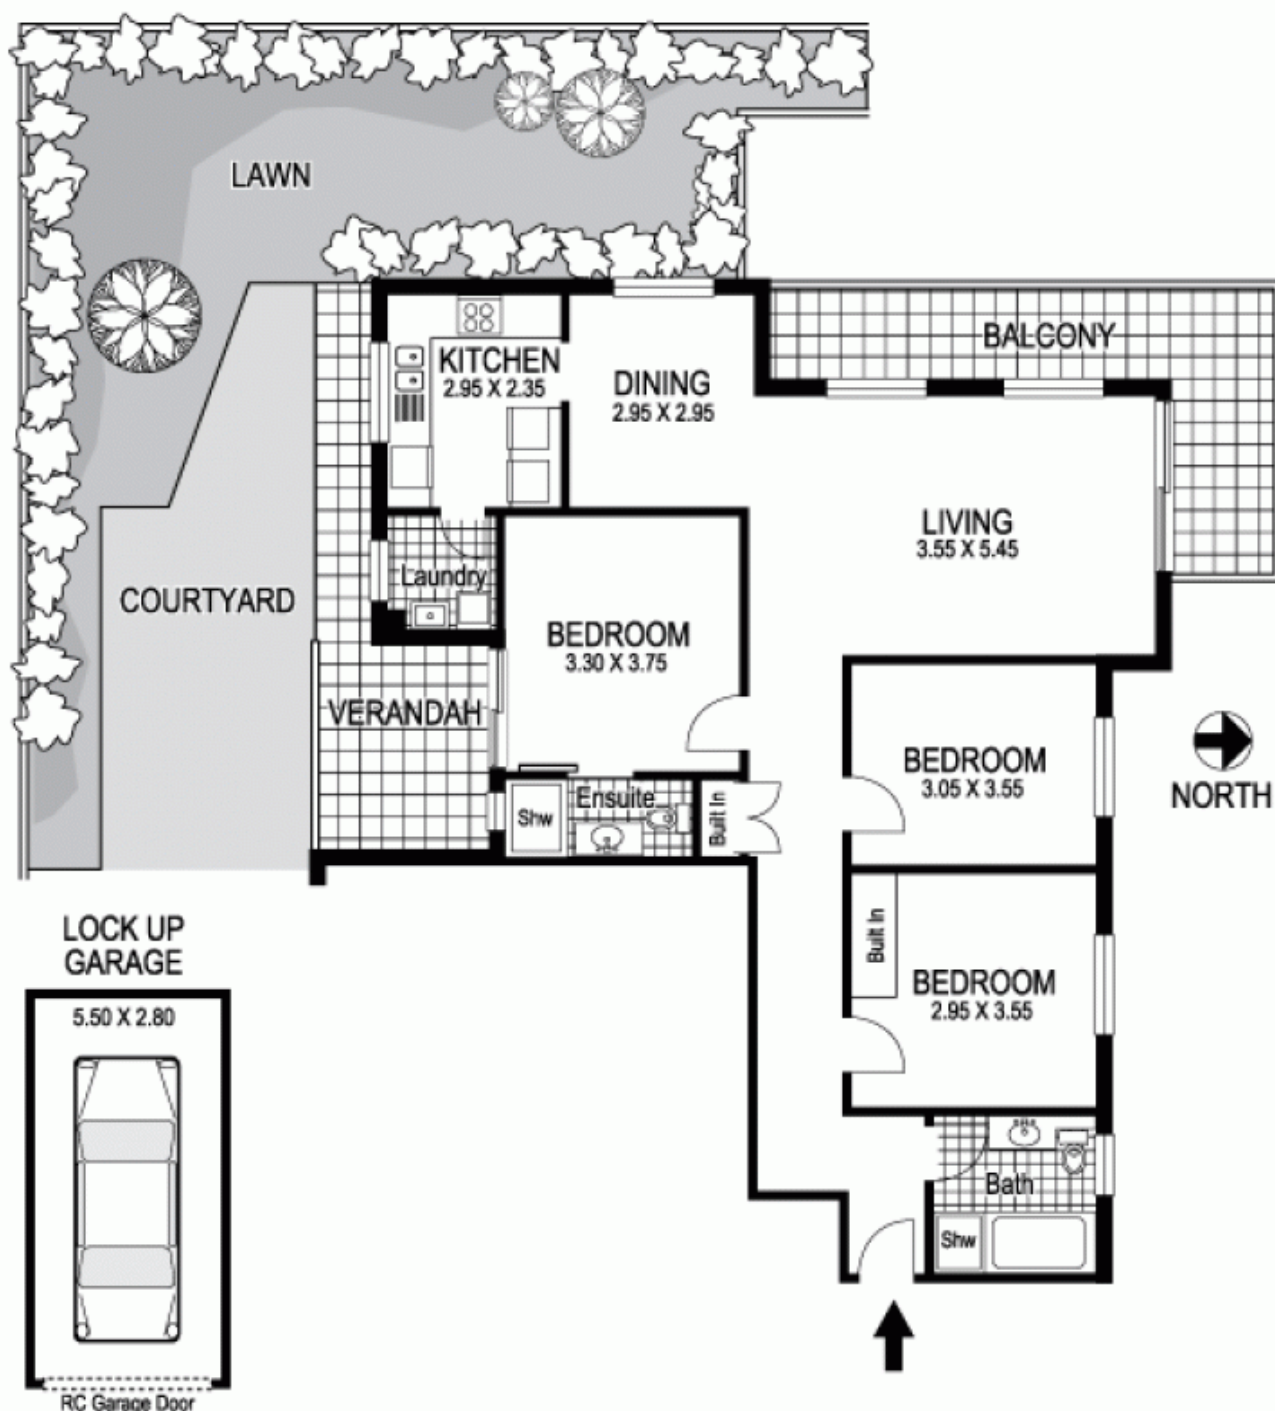 LAWN
BALCONY
KITCHEN
2.95 X 2.35
DINING
2.95 X 2.95
LIVING
3.55 X 5.45
Laundry
COURTYARD
BEDROOM
3.30 X 3.75
VERANDAH
BEDROOM
3.05 X 3.55
NORTH
Ensuite
Shw
Built In
LOCK UP
GARAGE
5.50 X 2.80
Built In
BEDROOM
2.95 X 3.55
Bath
Shw
RC Garage Door